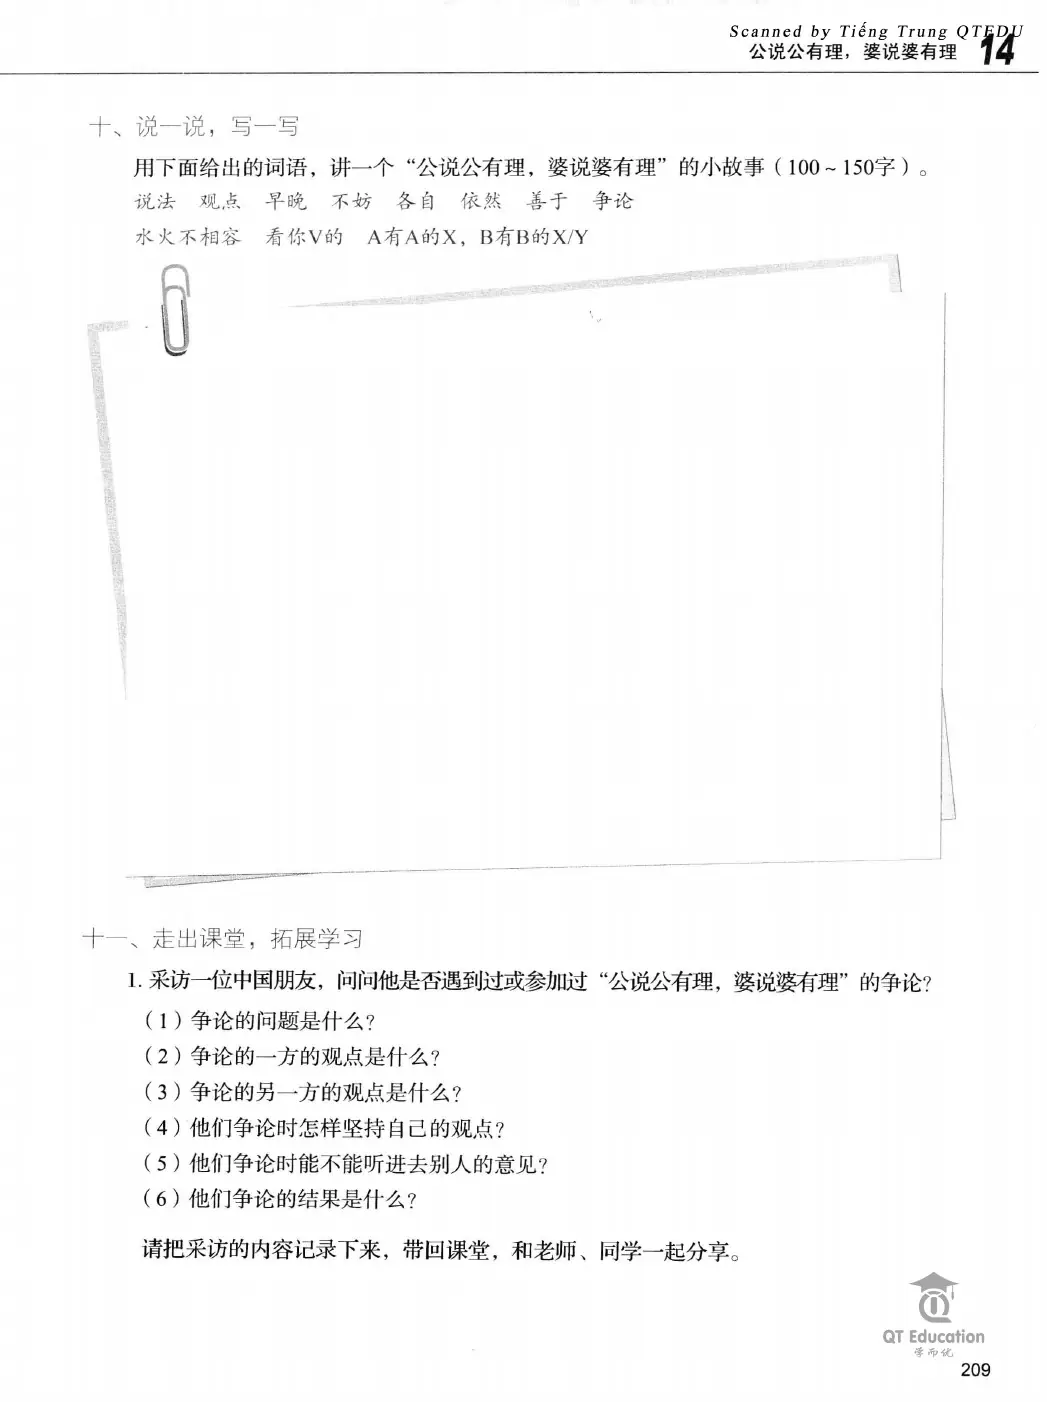 Scanned by Tiếng Trung QTEDU
公说公有理，婆说婆有理 14
十、说一说，写一写
用下面给出的词语，讲一个“公说公有理，婆说婆有理”的小故事（100～150字）。
说法 观点 早晚 不妨 各自 依然 善于 争论
水火不相容 看你V的 A有A的X，B有B的X/Y
十一、走出课堂，拓展学习
1. 采访一位中国朋友，问问他是否遇到过或参加过“公说公有理，婆说婆有理”的争论？
（1）争论的问题是什么？
（2）争论的一方的观点是什么？
（3）争论的另一方的观点是什么？
（4）他们争论时怎样坚持自己的观点？
（5）他们争论时能不能听进去别人的意见？
（6）他们争论的结果是什么？
请把采访的内容记录下来，带回课堂，和老师、同学一起分享。
QT Education
学而优
209